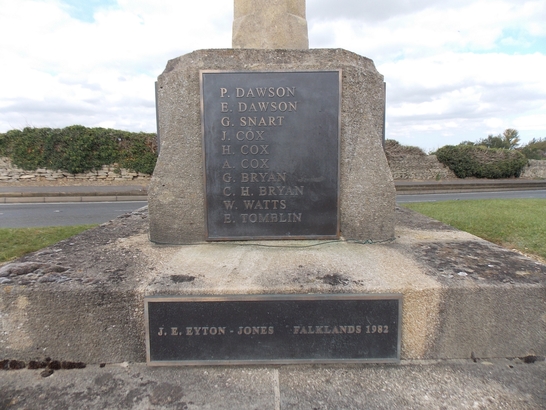 P. DAWSON
E. DAWSON
G. SNART
J. COX
H. COX
A. COX
G. BRYAN
C. H. BRYAN
W. WATTS
E. TOMBLIN
J. E. EYTON - JONES FALKLANDS 1982